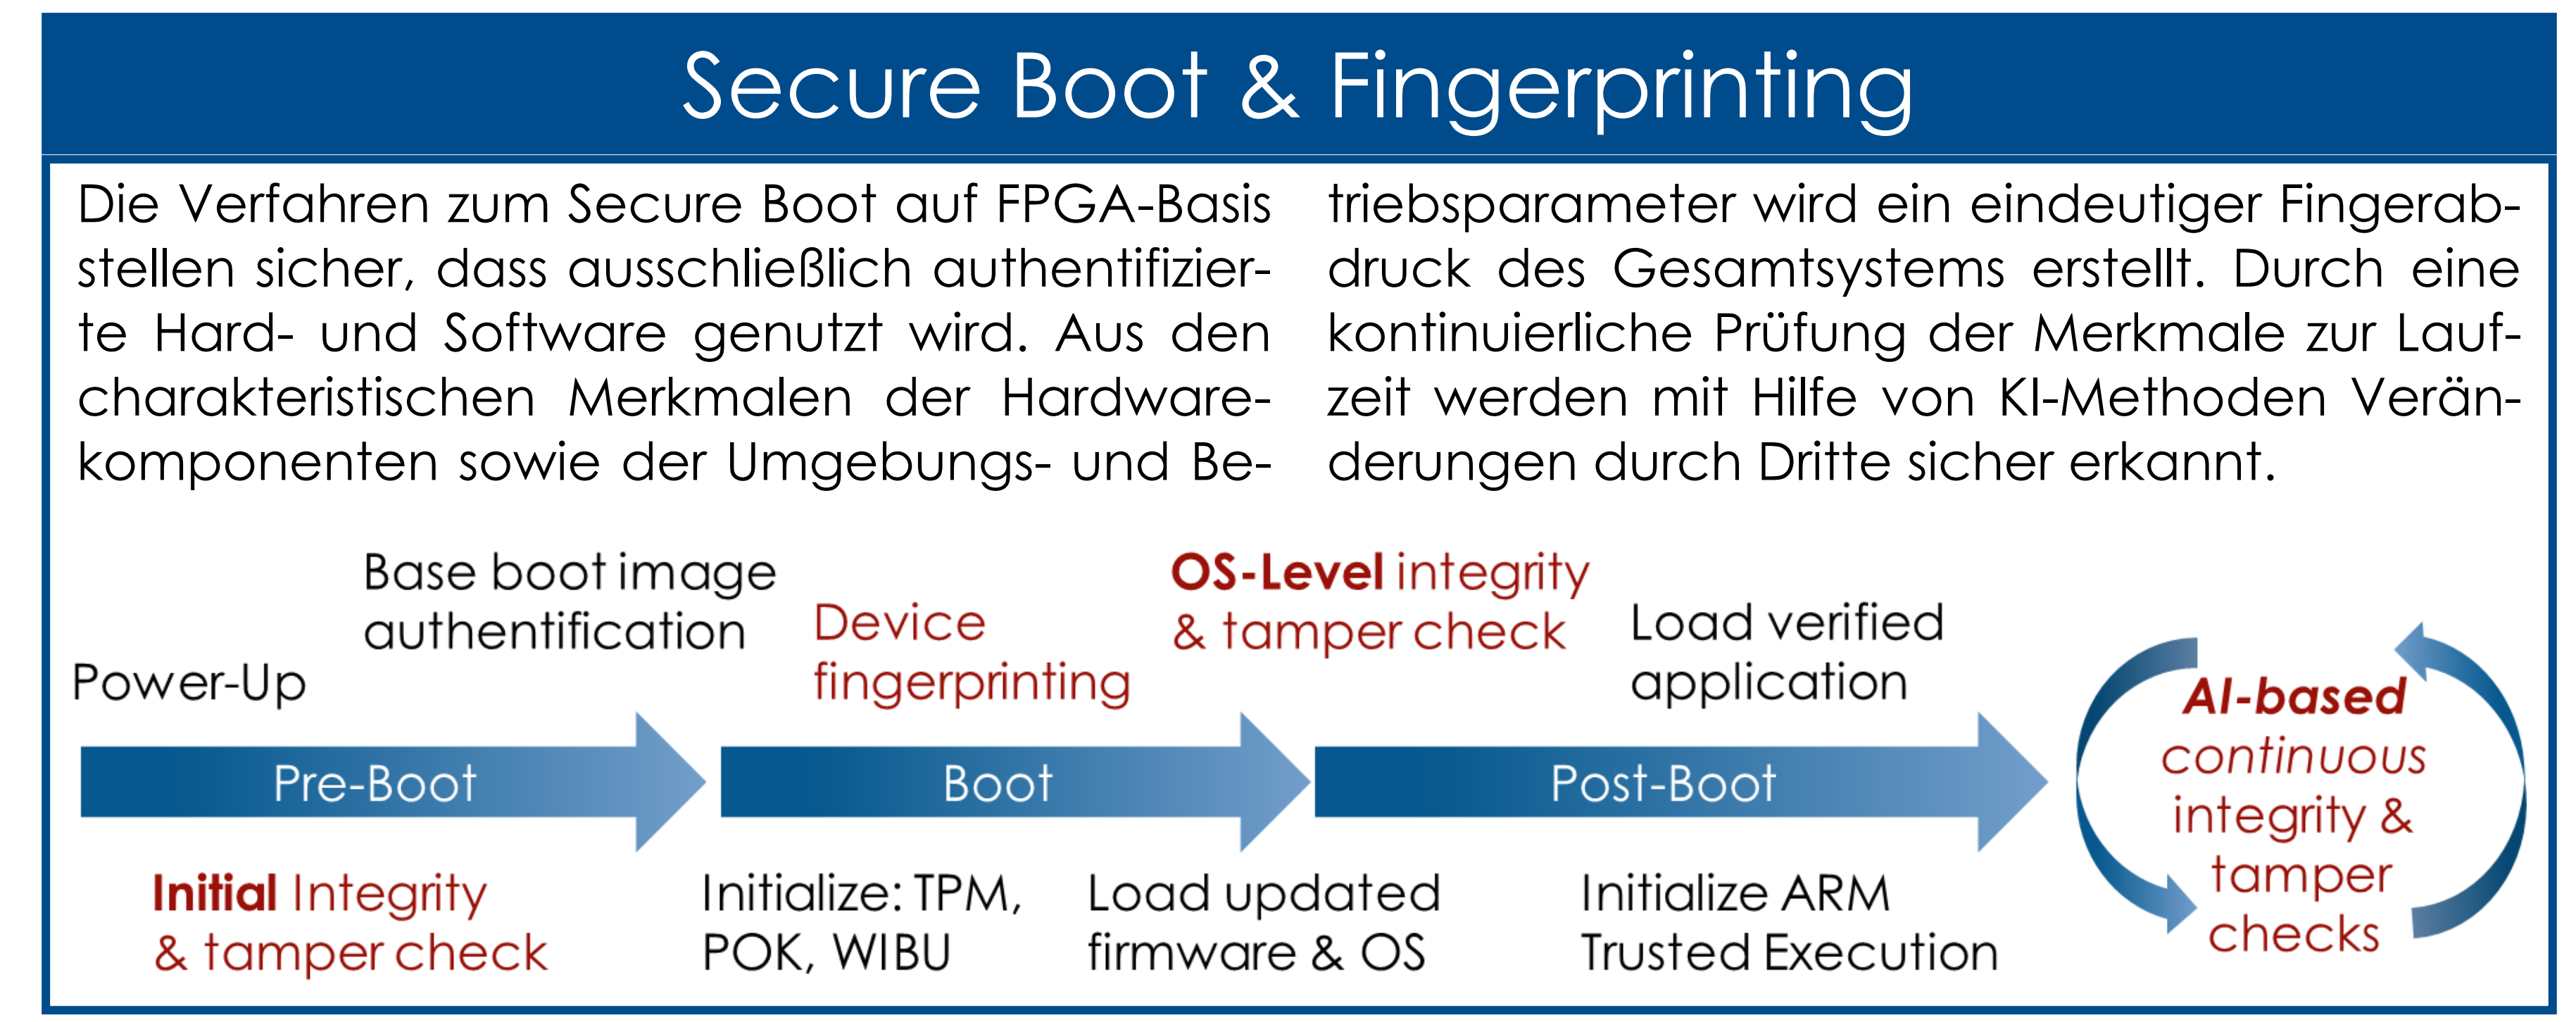 Secure Boot & Fingerprinting
Die Verfahren zum Secure Boot auf FPGA-Basis
stellen sicher, dass ausschließlich authentifizier-
te Hard- und Software genutzt wird. Aus den
charakteristischen Merkmalen der Hardware-
komponenten sowie der Umgebungs- und Be-
triebsparameter wird ein eindeutiger Fingerab-
druck des Gesamtsystems erstellt. Durch eine
kontinuierliche Prüfung der Merkmale zur Lauf-
zeit werden mit Hilfe von KI-Methoden Verän-
derungen durch Dritte sicher erkannt.
Power-Up
Base boot image
authentification
Device
fingerprinting
OS-Level integrity
& tamper check
Load verified
application
Pre-Boot
Boot
Post-Boot
Initial Integrity
& tamper check
Initialize: TPM,
POK, WIBU
Load updated
firmware & OS
Initialize ARM
Trusted Execution
AI-based
continuous
integrity &
tamper
checks